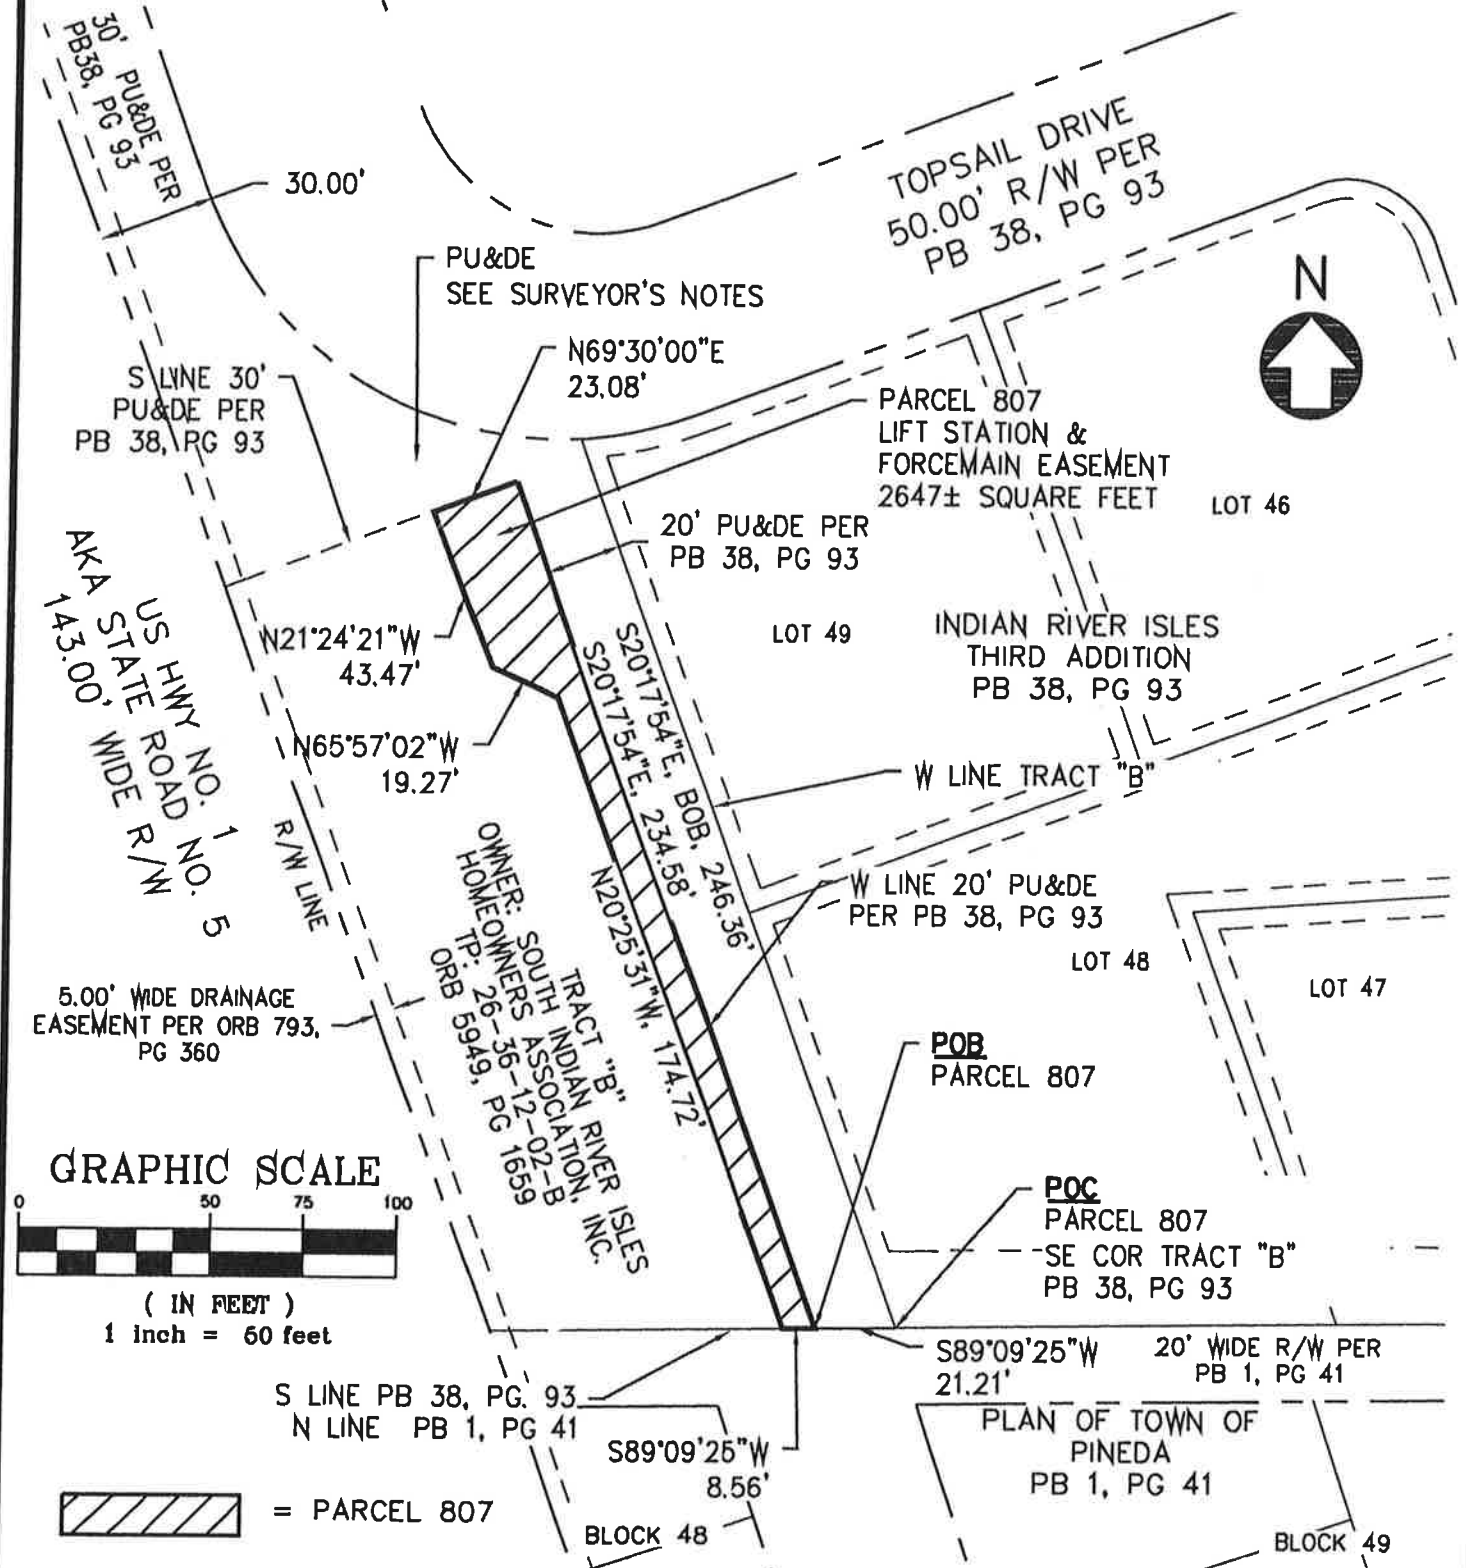 30' PU&DE PER
PB38, PG 93
30.00'
TOPSAIL DRIVE
50.00' R/W PER
PB 38, PG 93
PU&DE
SEE SURVEYOR'S NOTES
N
N69°30'00"E
23.08'
S LINE 30'
PU&DE PER
PB 38, PG 93
PARCEL 807
LIFT STATION &
FORCEMAIN EASEMENT
2647± SQUARE FEET
LOT 46
20' PU&DE PER
PB 38, PG 93
US HWY NO. 1
AKA STATE ROAD NO. 5
143.00' WIDE R/W
N21°24'21"W
43.47'
LOT 49
INDIAN RIVER ISLES
THIRD ADDITION
PB 38, PG 93
S20°17'54"E, BOB, 246.36'
S20°17'54"E, 234.58'
N65°57'02"W
19.27'
W LINE TRACT "B"
R/W LINE
N20°25'31"W, 174.72'
W LINE 20' PU&DE
PER PB 38, PG 93
LOT 48
LOT 47
TRACT "B"
OWNER: SOUTH INDIAN RIVER ISLES
HOMEOWNERS ASSOCIATION, INC.
TP: 26-36-12-02-B
ORB 5949, PG 1659
5.00' WIDE DRAINAGE
EASEMENT PER ORB 793,
PG 360
POB
PARCEL 807
GRAPHIC SCALE
0 50 75 100
( IN FEET )
1 inch = 50 feet
POC
PARCEL 807
SE COR TRACT "B"
PB 38, PG 93
S89°09'25"W
21.21'
20' WIDE R/W PER
PB 1, PG 41
S LINE PB 38, PG. 93
N LINE PB 1, PG 41
S89°09'25"W
8.56'
PLAN OF TOWN OF
PINEDA
PB 1, PG 41
= PARCEL 807
BLOCK 48
BLOCK 49